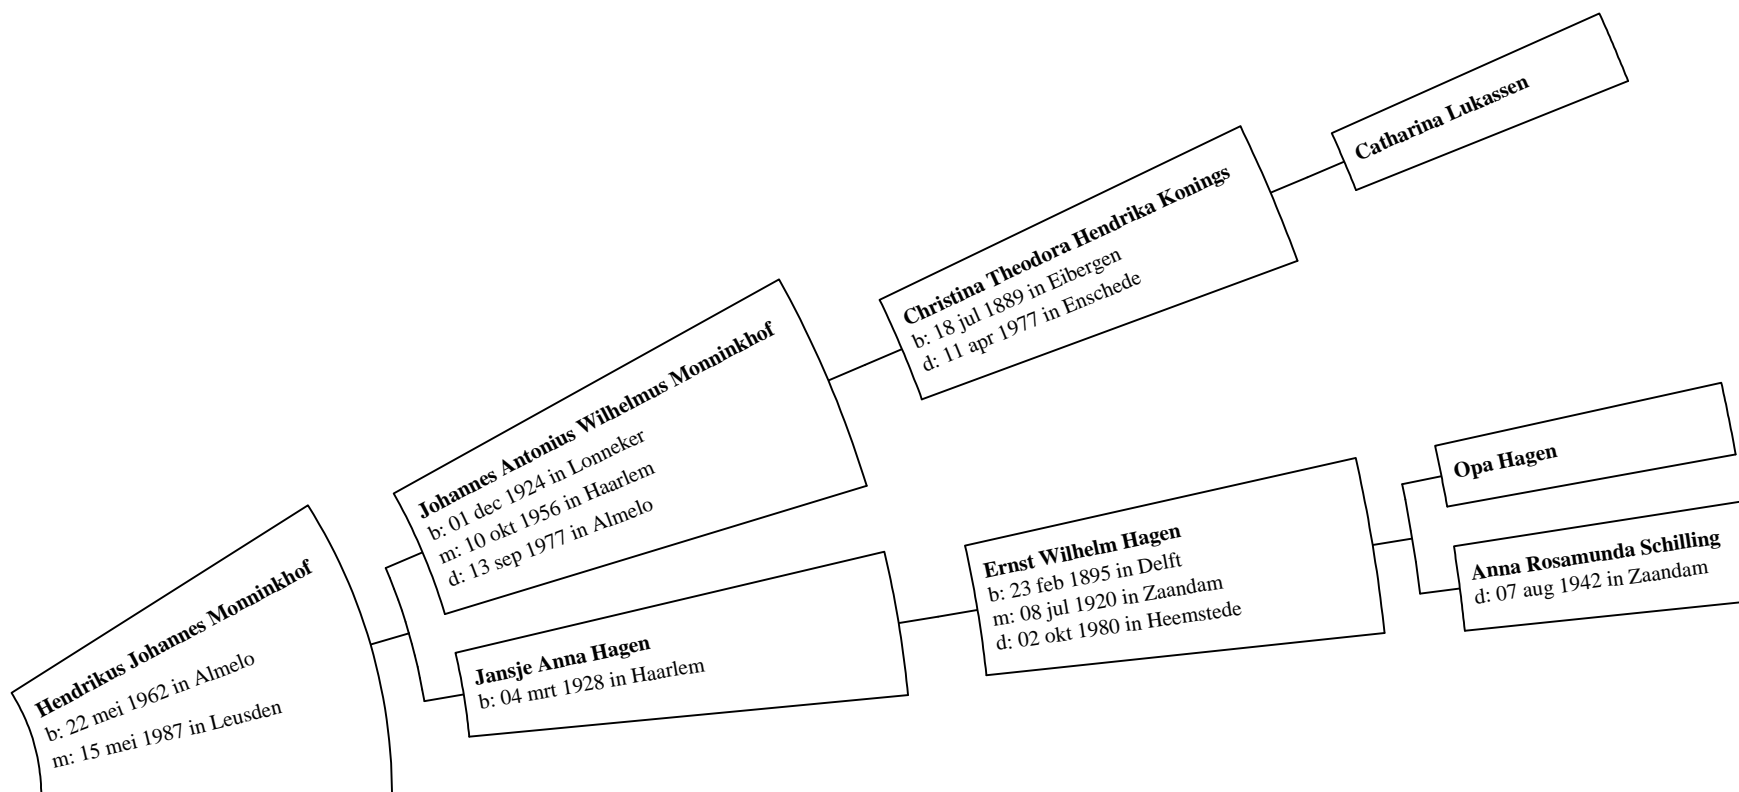 Catharina Lukassen
Christina Theodora Hendrika Konings
b: 18 jul 1889 in Eibergen
d: 11 apr 1977 in Enschede
Johannes Antonius Wilhelmus Monninkhof
b: 01 dec 1924 in Lonneker
m: 10 okt 1956 in Haarlem
d: 13 sep 1977 in Almelo
Opa Hagen
Anna Rosamunda Schilling
d: 07 aug 1942 in Zaandam
Ernst Wilhelm Hagen
b: 23 feb 1895 in Delft
m: 08 jul 1920 in Zaandam
d: 02 okt 1980 in Heemstede
Jansje Anna Hagen
b: 04 mrt 1928 in Haarlem
Hendrikus Johannes Monninkhof
b: 22 mei 1962 in Almelo
m: 15 mei 1987 in Leusden